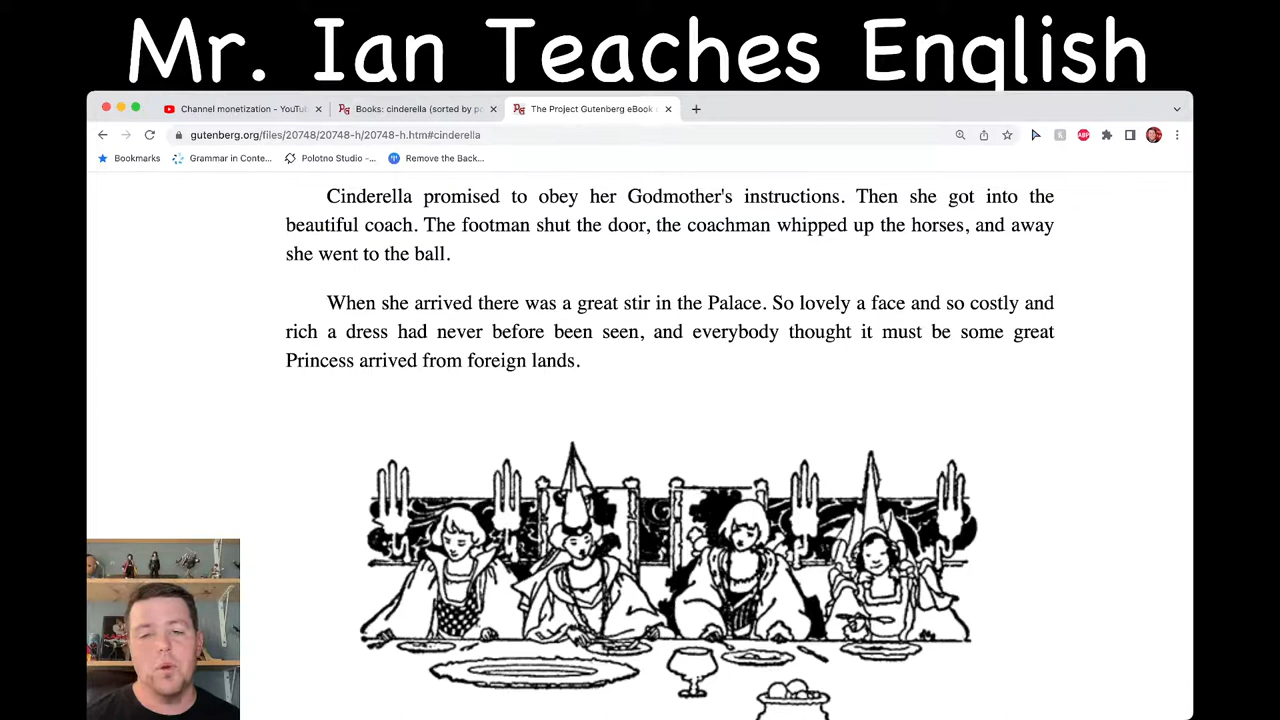 Mr. Ian Teaches English
Channel monetization - YouTu
Books: cinderella (sorted by po
The Project Gutenberg eBook
gutenberg.org/files/20748/20748-h/20748-h.htm#cinderella
Bookmarks
Grammar in Conte...
Polotno Studio -...
Remove the Back...
Cinderella promised to obey her Godmother's instructions. Then she got into the
beautiful coach. The footman shut the door, the coachman whipped up the horses, and away
she went to the ball.
When she arrived there was a great stir in the Palace. So lovely a face and so costly and
rich a dress had never before been seen, and everybody thought it must be some great
Princess arrived from foreign lands.